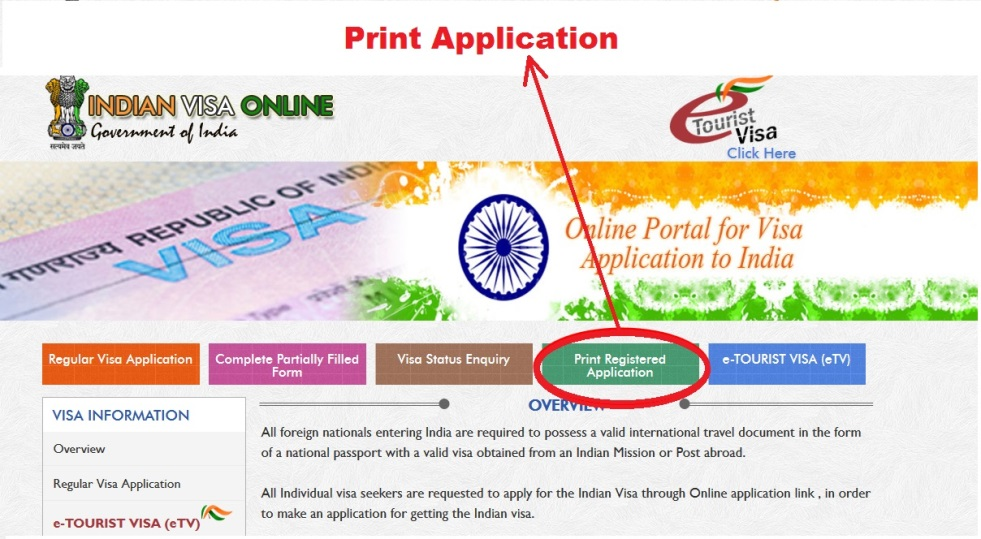 Print Application
INDIAN VISA ONLINE
Government of India
सत्यमेव जयते
eTourist
Visa
Click Here
गणराज्य REPUBLIC OF INDI
VISA
Type
Online Portal for Visa
Application to India
Regular Visa Application
Complete Partially Filled
Form
Visa Status Enquiry
Print Registered
Application
e-TOURIST VISA (eTV)
VISA INFORMATION
Overview
Regular Visa Application
e-TOURIST VISA (eTV)
OVERVIEW
All foreign nationals entering India are required to possess a valid international travel document in the form
of a national passport with a valid visa obtained from an Indian Mission or Post abroad.
All Individual visa seekers are requested to apply for the Indian Visa through Online application link , in order
to make an application for getting the Indian visa.